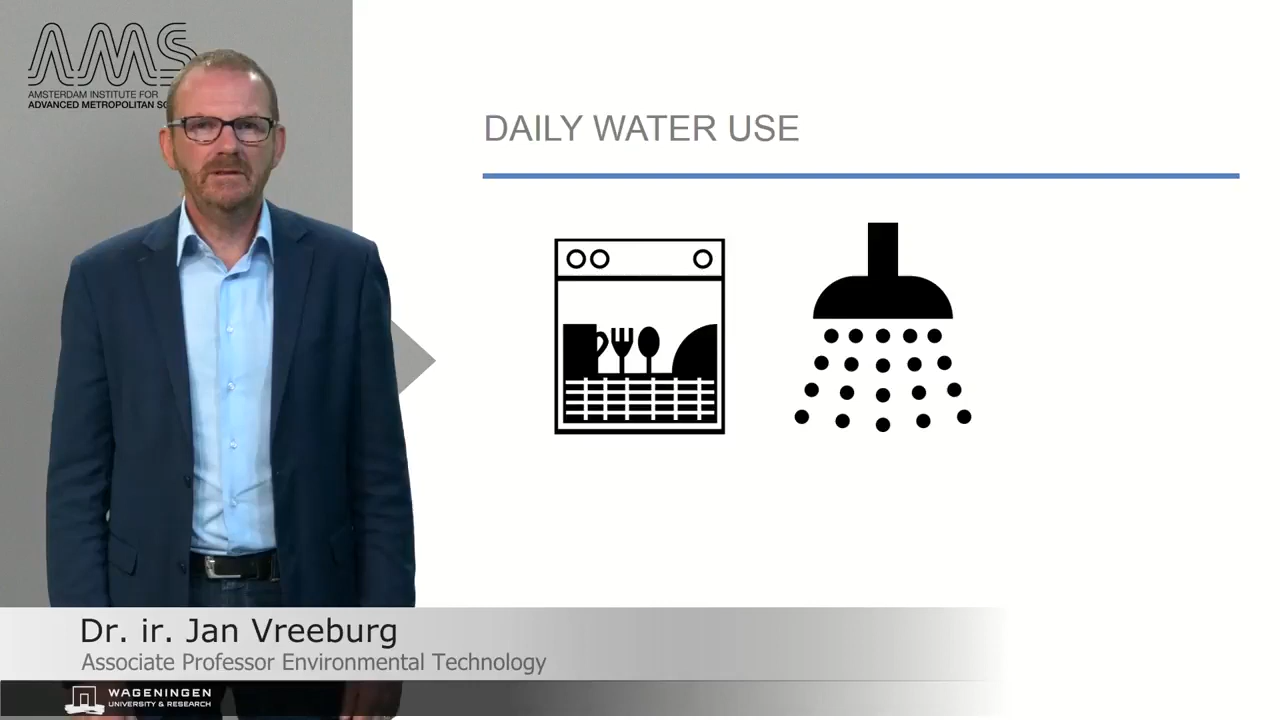 AMS
AMSTERDAM INSTITUTE FOR
ADVANCED METROPOLITAN
DAILY WATER USE
Dr. ir. Jan Vreeburg
Associate Professor Environmental Technology
WAGENINGEN
UNIVERSITY & RESEARCH